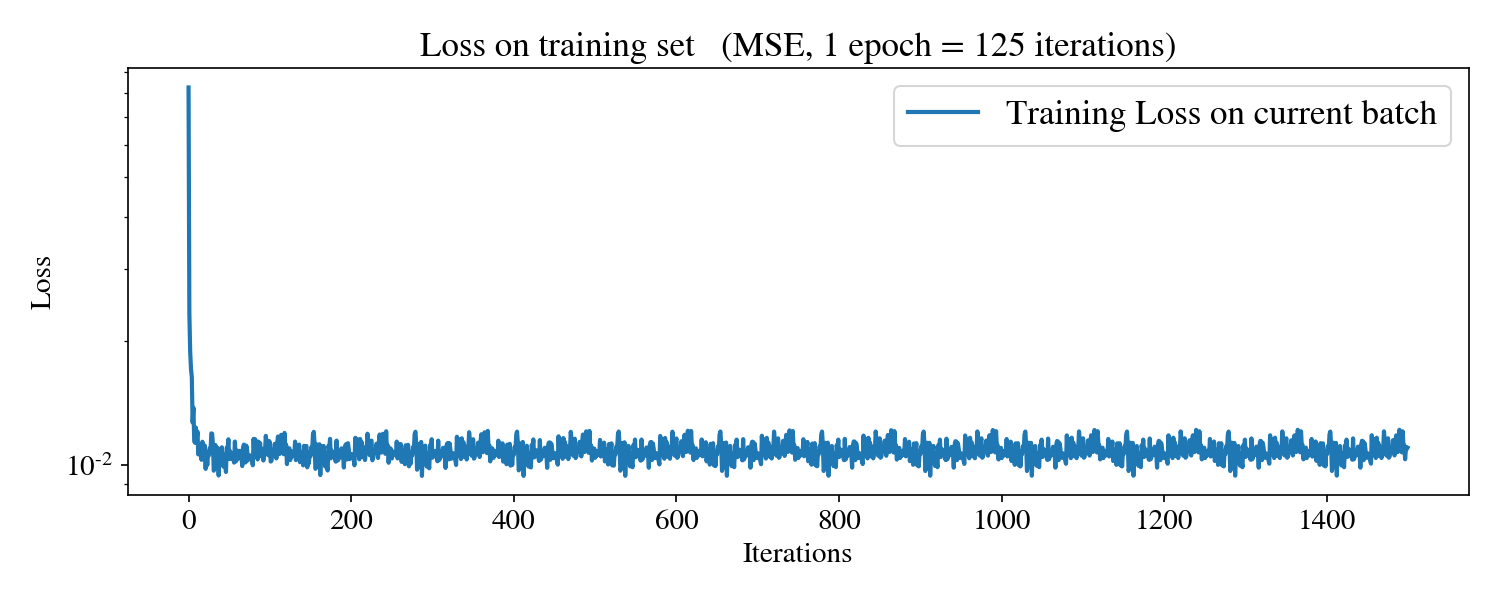 Loss on training set (MSE, 1 epoch = 125 iterations)
Training Loss on current batch
Loss
10⁻²
0 200 400 600 800 1000 1200 1400
Iterations